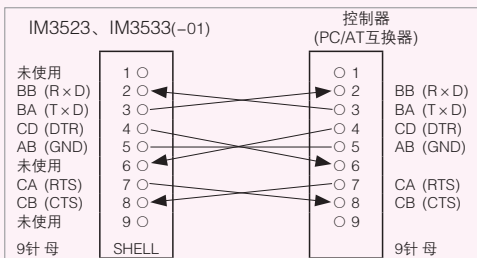 IM3523、IM3533(-01)
控制器
(PC/AT互换器)
未使用 1 1
BB (R×D) 2 2 BB (R×D)
BA (T×D) 3 3 BA (T×D)
CD (DTR) 4 4 CD (DTR)
AB (GND) 5 5 AB (GND)
未使用 6 6
CA (RTS) 7 7 CA (RTS)
CB (CTS) 8 8 CB (CTS)
未使用 9 9
9针 母 SHELL 9针 母